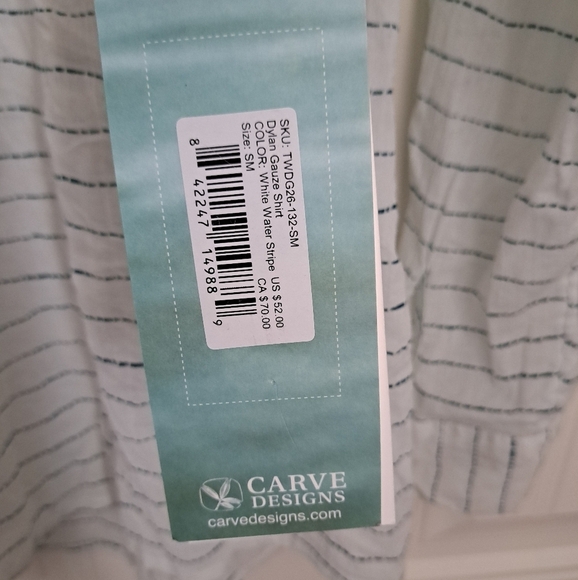 SKU: TWDG26-132-SM
Dylan Gauze Shirt
COLOR: White Water Stripe US $52.00
Size: SM CA $70.00
8 42247 14988 9
CARVE
DESIGNS
carvedesigns.com